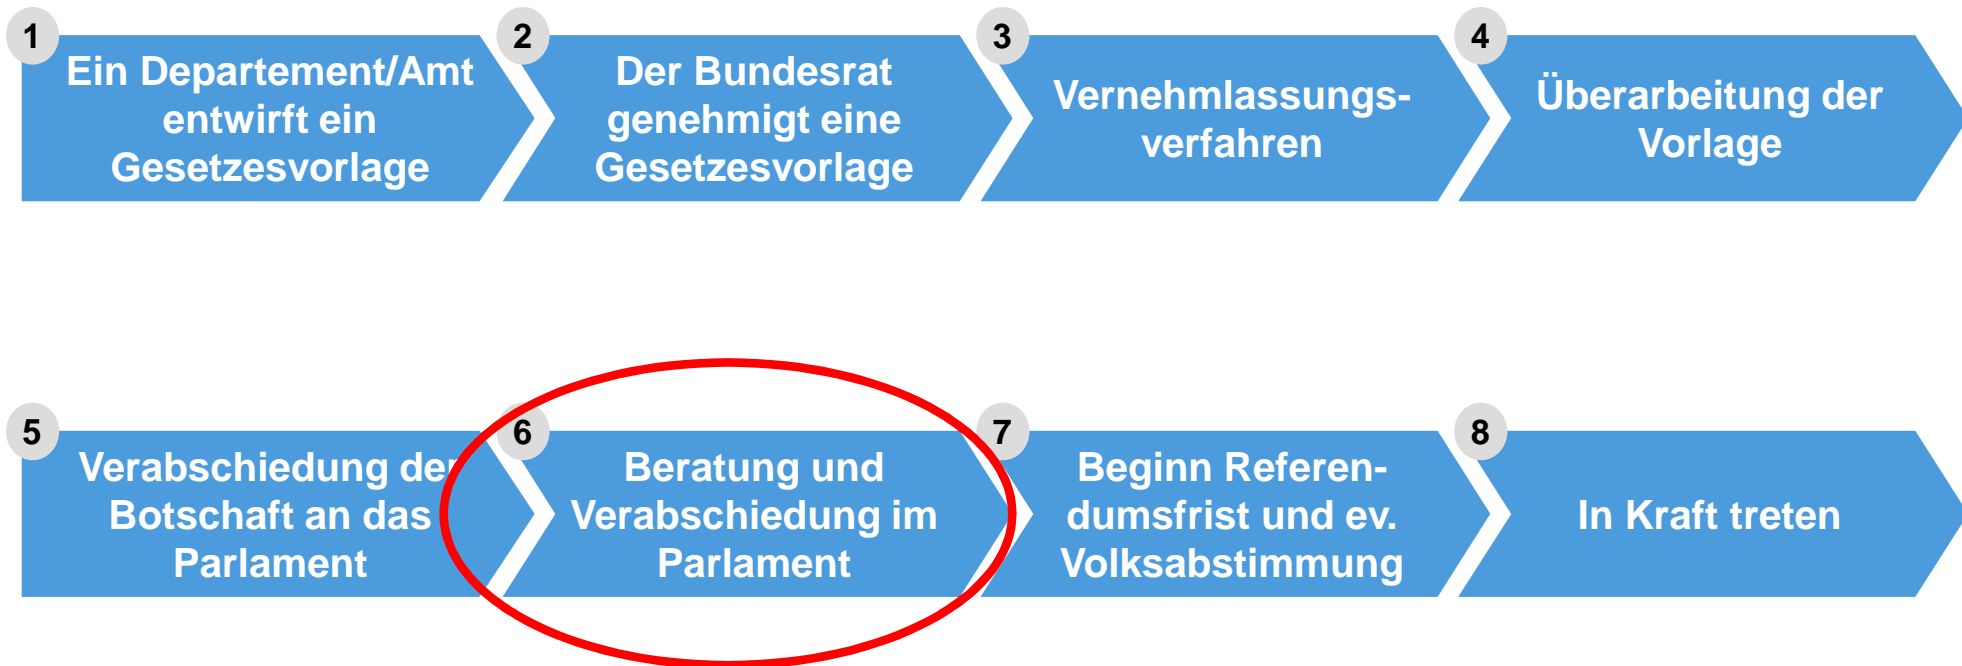 1
Ein Departement/Amt
entwirft ein
Gesetzesvorlage
2
Der Bundesrat
genehmigt eine
Gesetzesvorlage
3
Vernehmlassungs-
verfahren
4
Überarbeitung der
Vorlage
5
Verabschiedung der
Botschaft an das
Parlament
6
Beratung und
Verabschiedung im
Parlament
7
Beginn Referen-
dumsfrist und ev.
Volksabstimmung
8
In Kraft treten